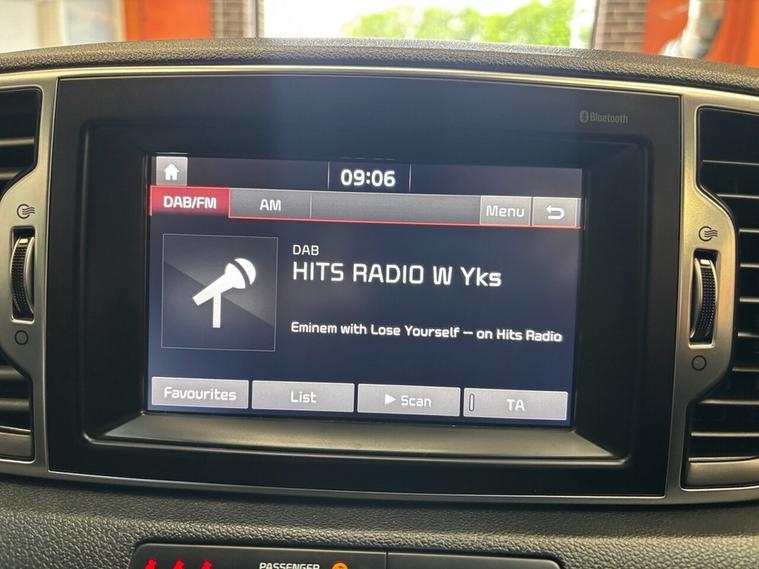 Bluetooth
09:06
DAB/FM AM Menu
DAB
HITS RADIO W Yks
Eminem with Lose Yourself -- on Hits Radio
Favourites List Scan TA
PASSENGER